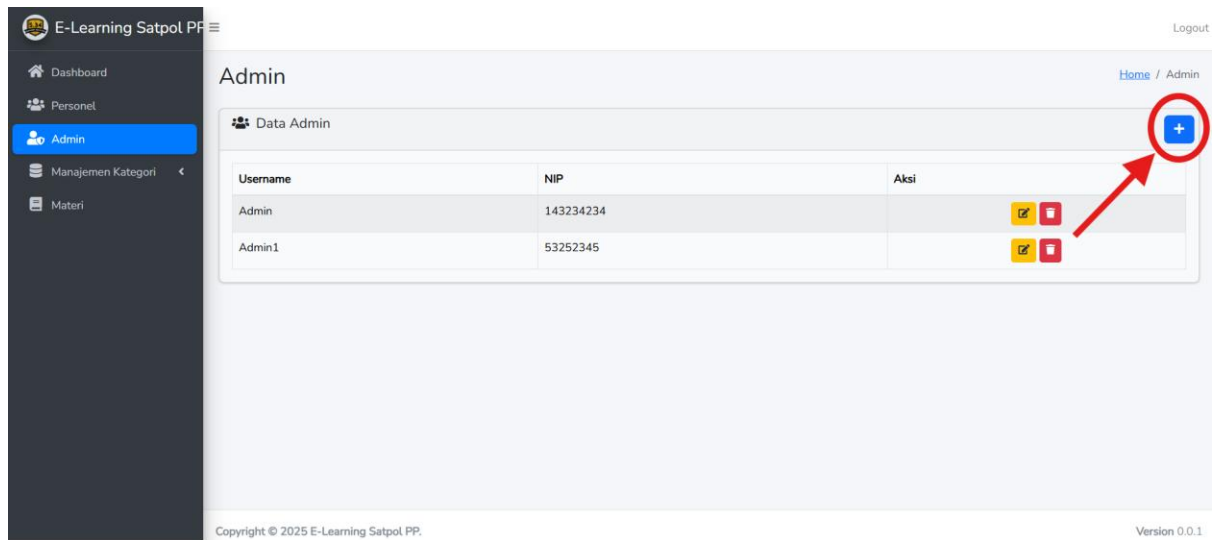 E-Learning Satpol PP
Logout
Dashboard
Personel
Admin
Manajemen Kategori
Materi
Admin
Home / Admin
Data Admin
Username NIP Aksi
Admin 143234234
Admin1 53252345
Copyright © 2025 E-Learning Satpol PP.
Version 0.0.1